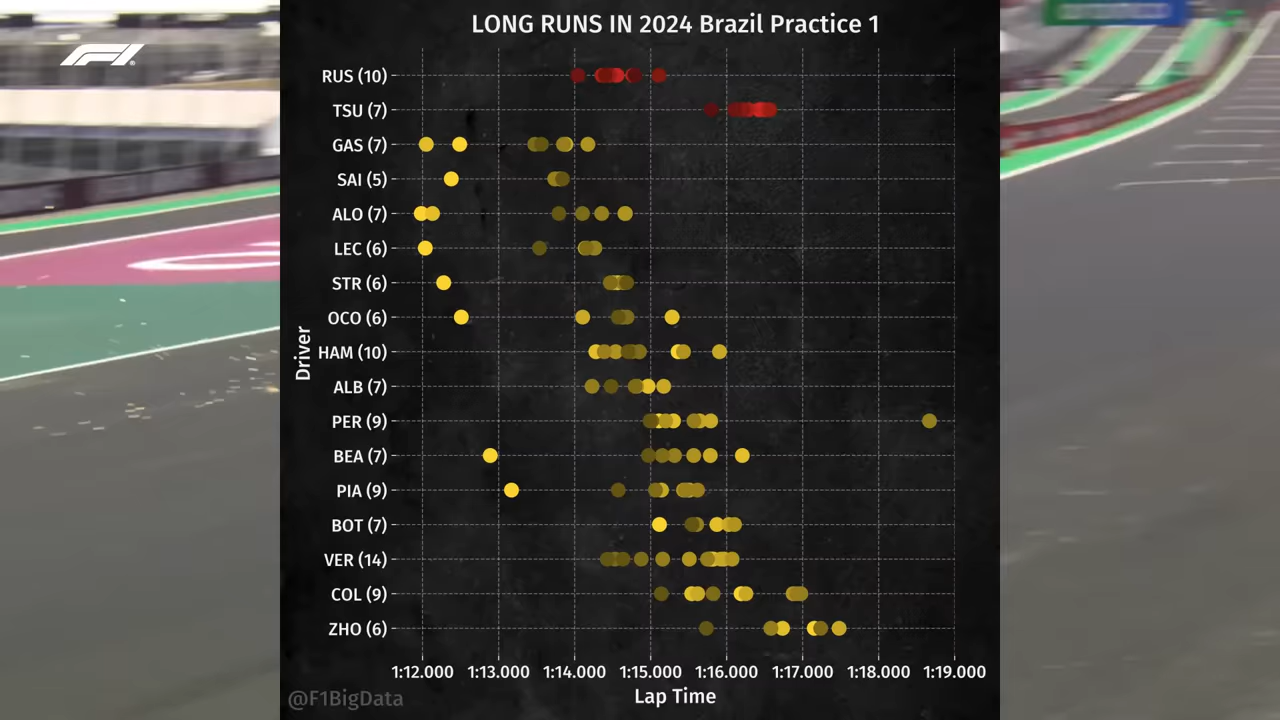 F1
LONG RUNS IN 2024 Brazil Practice 1
RUS (10)
TSU (7)
GAS (7)
SAI (5)
ALO (7)
LEC (6)
STR (6)
OCO (6)
HAM (10)
ALB (7)
PER (9)
BEA (7)
PIA (9)
BOT (7)
VER (14)
COL (9)
ZHO (6)
Driver
1:12.000 1:13.000 1:14.000 1:15.000 1:16.000 1:17.000 1:18.000 1:19.000
Lap Time
@F1BigData